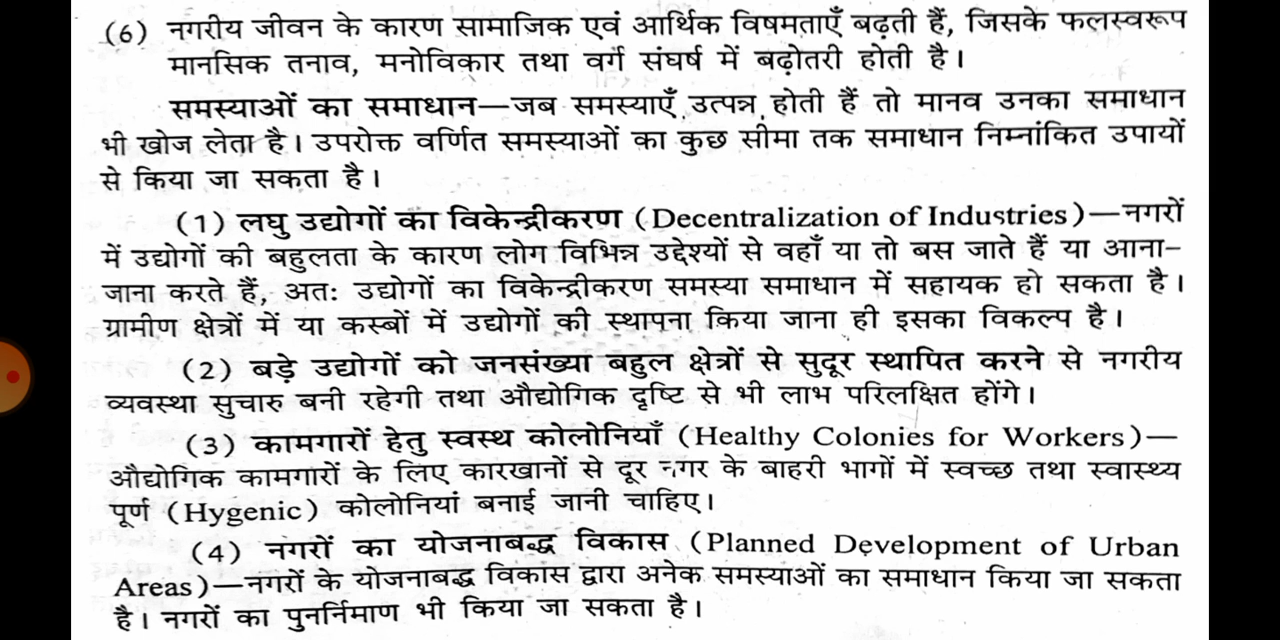 (6) नगरीय जीवन के कारण सामाजिक एवं आर्थिक विषमताएँ बढ़ती हैं, जिसके फलस्वरूप
मानसिक तनाव, मनोविकार तथा वर्ग संघर्ष में बढ़ोतरी होती है।
समस्याओं का समाधान—जब समस्याएँ उत्पन्न होती हैं तो मानव उनका समाधान
भी खोज लेता है। उपरोक्त वर्णित समस्याओं का कुछ सीमा तक समाधान निम्नांकित उपायों
से किया जा सकता है।
(1) लघु उद्योगों का विकेन्द्रीकरण (Decentralization of Industries)—नगरों
में उद्योगों की बहुलता के कारण लोग विभिन्न उद्देश्यों से वहाँ या तो बस जाते हैं या आना–
जाना करते हैं, अतः उद्योगों का विकेन्द्रीकरण समस्या समाधान में सहायक हो सकता है।
ग्रामीण क्षेत्रों में या कस्बों में उद्योगों की स्थापना किया जाना ही इसका विकल्प है।
(2) बड़े उद्योगों को जनसंख्या बहुल क्षेत्रों से सुदूर स्थापित करने से नगरीय
व्यवस्था सुचारु बनी रहेगी तथा औद्योगिक दृष्टि से भी लाभ परिलक्षित होंगे।
(3) कामगारों हेतु स्वस्थ कोलोनियाँ (Healthy Colonies for Workers)—
औद्योगिक कामगारों के लिए कारखानों से दूर नगर के बाहरी भागों में स्वच्छ तथा स्वास्थ्य
पूर्ण (Hygenic) कोलोनियां बनाई जानी चाहिए।
(4) नगरों का योजनाबद्ध विकास (Planned Development of Urban
Areas)—नगरों के योजनाबद्ध विकास द्वारा अनेक समस्याओं का समाधान किया जा सकता
है। नगरों का पुनर्निमाण भी किया जा सकता है।